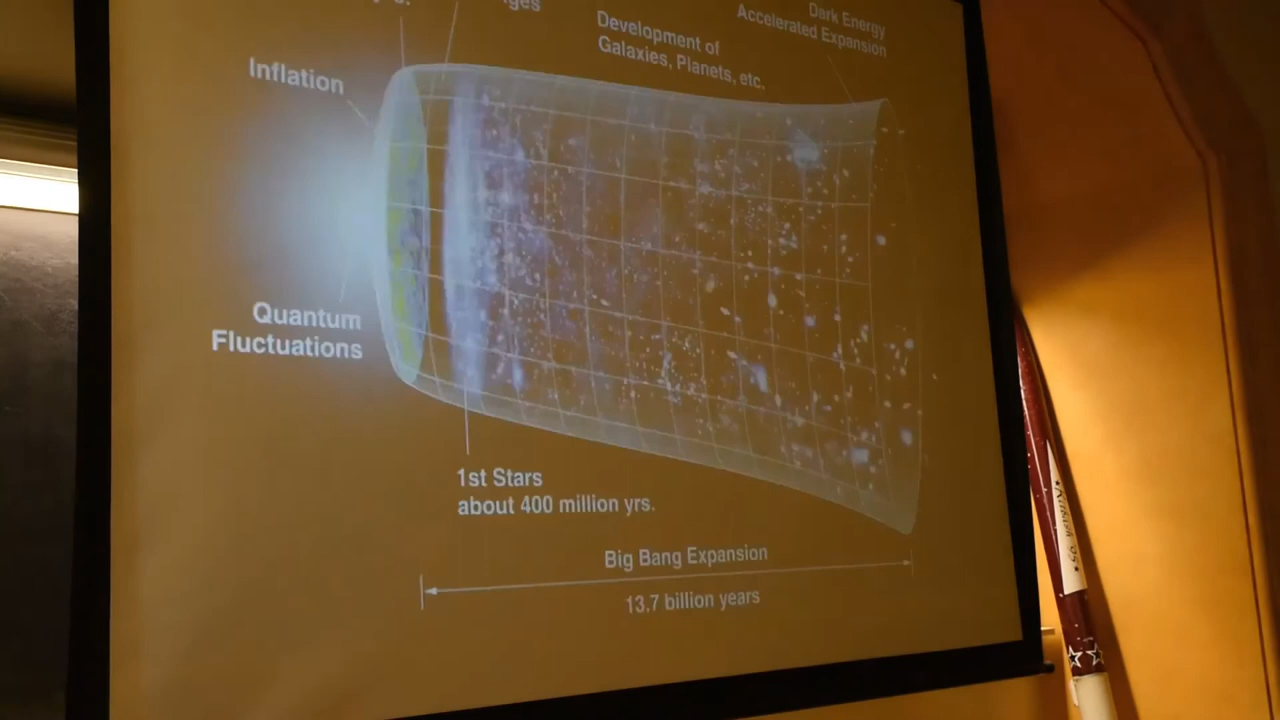 Dark Energy
Accelerated Expansion
Development of
Galaxies, Planets, etc.
Inflation
Quantum
Fluctuations
1st Stars
about 400 million yrs.
Big Bang Expansion
13.7 billion years